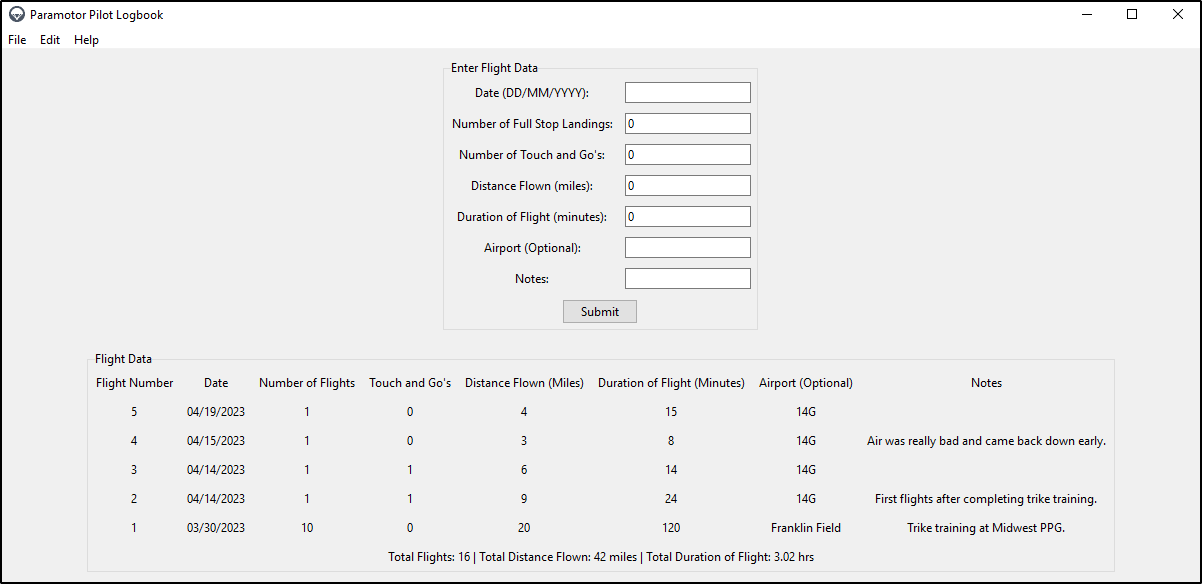 Paramotor Pilot Logbook
File Edit Help
Enter Flight Data
Date (DD/MM/YYYY):
Number of Full Stop Landings: 0
Number of Touch and Go's: 0
Distance Flown (miles): 0
Duration of Flight (minutes): 0
Airport (Optional):
Notes:
Submit
Flight Data
Flight Number Date Number of Flights Touch and Go's Distance Flown (Miles) Duration of Flight (Minutes) Airport (Optional) Notes
5 04/19/2023 1 0 4 15 14G
4 04/15/2023 1 0 3 8 14G Air was really bad and came back down early.
3 04/14/2023 1 1 6 14 14G
2 04/14/2023 1 1 9 24 14G First flights after completing trike training.
1 03/30/2023 10 0 20 120 Franklin Field Trike training at Midwest PPG.
Total Flights: 16 | Total Distance Flown: 42 miles | Total Duration of Flight: 3.02 hrs